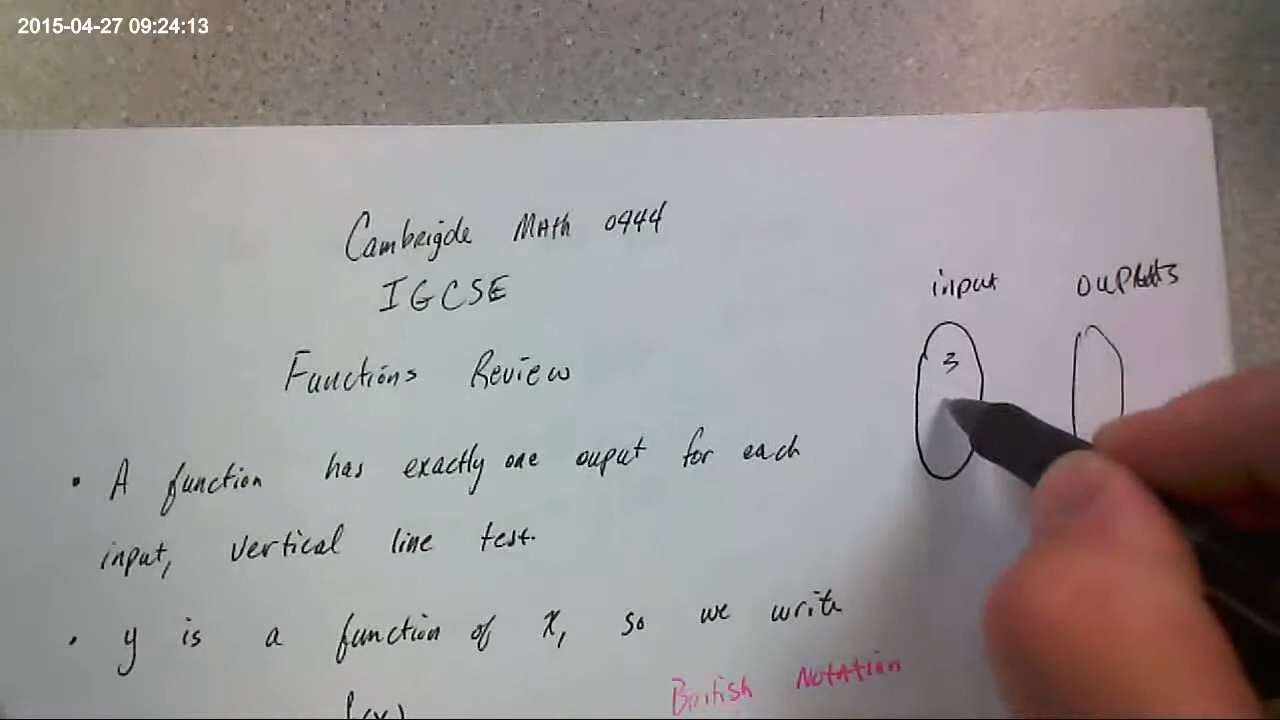 2015-04-27 09:24:13
Cambreigde MAth 0444
IGCSE
input
Functions Review
3
• A function has exactly one ouput for each
input, vertical line test.
• y is a function of x, so we write
British Notation
f(x)